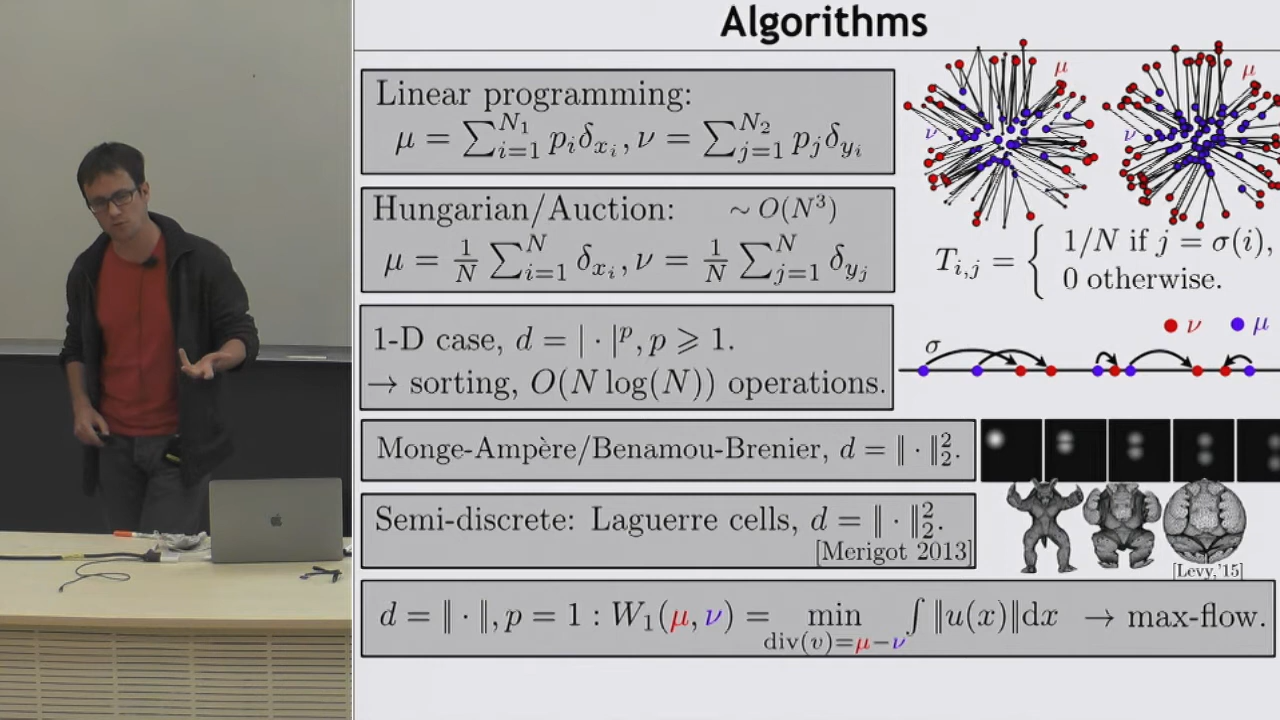 Algorithms
Linear programming:
μ = ∑_{i=1}^{N_1} p_i δ_{x_i}, ν = ∑_{j=1}^{N_2} p_j δ_{y_i}
μ
ν
μ
ν
Hungarian/Auction: ∼ O(N^3)
μ = 1/N ∑_{i=1}^{N} δ_{x_i}, ν = 1/N ∑_{j=1}^{N} δ_{y_j}
T_{i,j} = { 1/N if j = σ(i),
0 otherwise.
1-D case, d = | · |^p, p ⩾ 1.
→ sorting, O(N log(N)) operations.
ν μ
σ
Monge-Ampère/Benamou-Brenier, d = ‖ · ‖_2^2.
Semi-discrete: Laguerre cells, d = ‖ · ‖_2^2.
[Merigot 2013]
[Levy,'15]
d = ‖ · ‖, p = 1 : W_1(μ, ν) = min ∫ ‖u(x)‖dx → max-flow.
div(v)=μ−ν